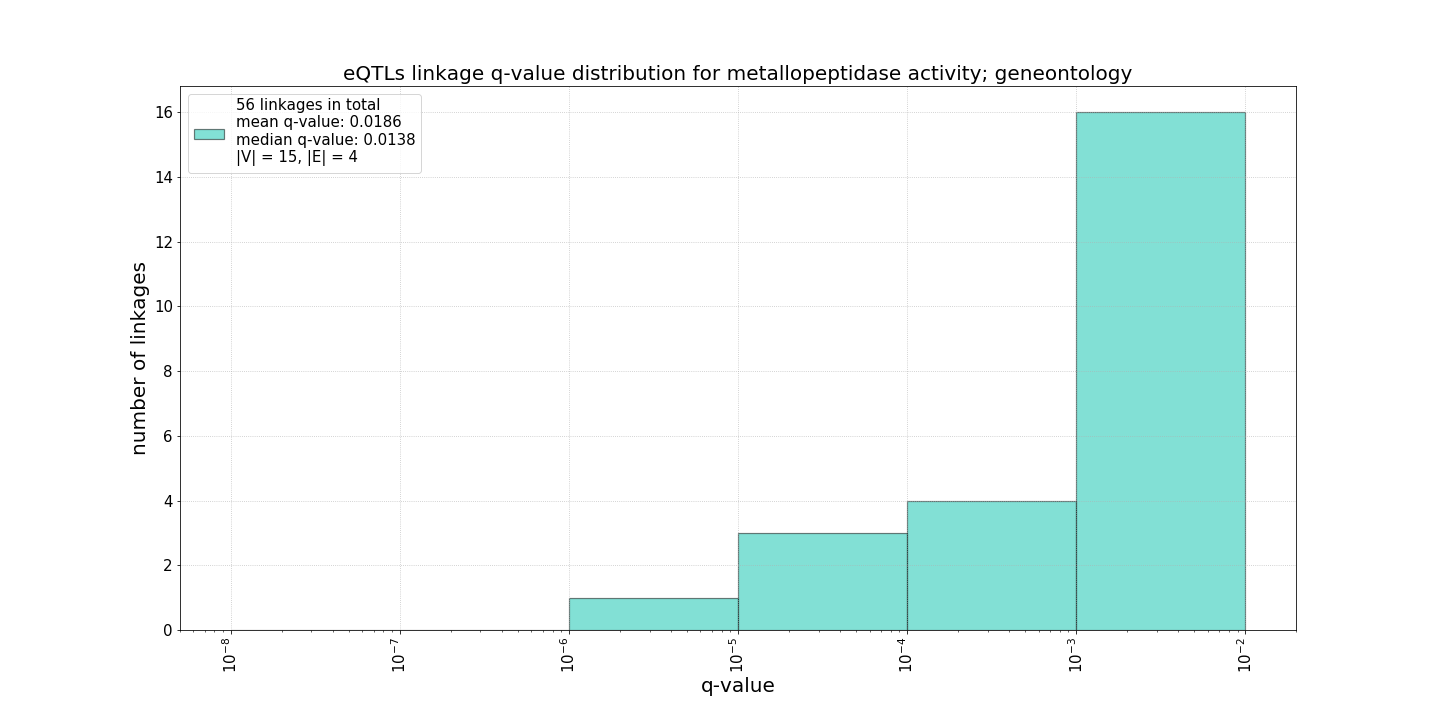 eQTLs linkage q-value distribution for metallopeptidase activity; geneontology
56 linkages in total
mean q-value: 0.0186
median q-value: 0.0138
|V| = 15, |E| = 4
number of linkages
16
14
12
10
8
6
4
2
0
10⁻⁸
10⁻⁷
10⁻⁶
10⁻⁵
10⁻⁴
10⁻³
10⁻²
q-value